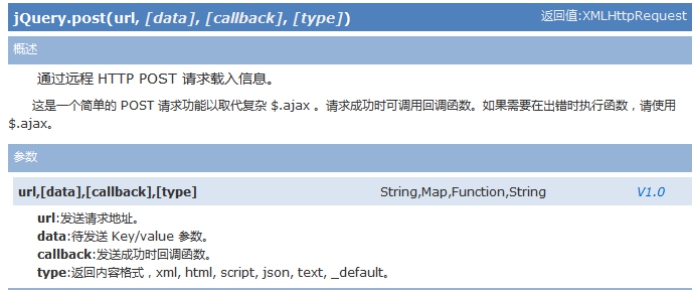 jQuery.post(url, [data], [callback], [type]) 返回值:XMLHttpRequest
概述
通过远程 HTTP POST 请求载入信息。
这是一个简单的 POST 请求功能以取代复杂 $.ajax 。请求成功时可调用回调函数。如果需要在出错时执行函数，请使用
$.ajax。
参数
url,[data],[callback],[type] String,Map,Function,String V1.0
url:发送请求地址。
data:待发送 Key/value 参数。
callback:发送成功时回调函数。
type:返回内容格式，xml, html, script, json, text, _default。